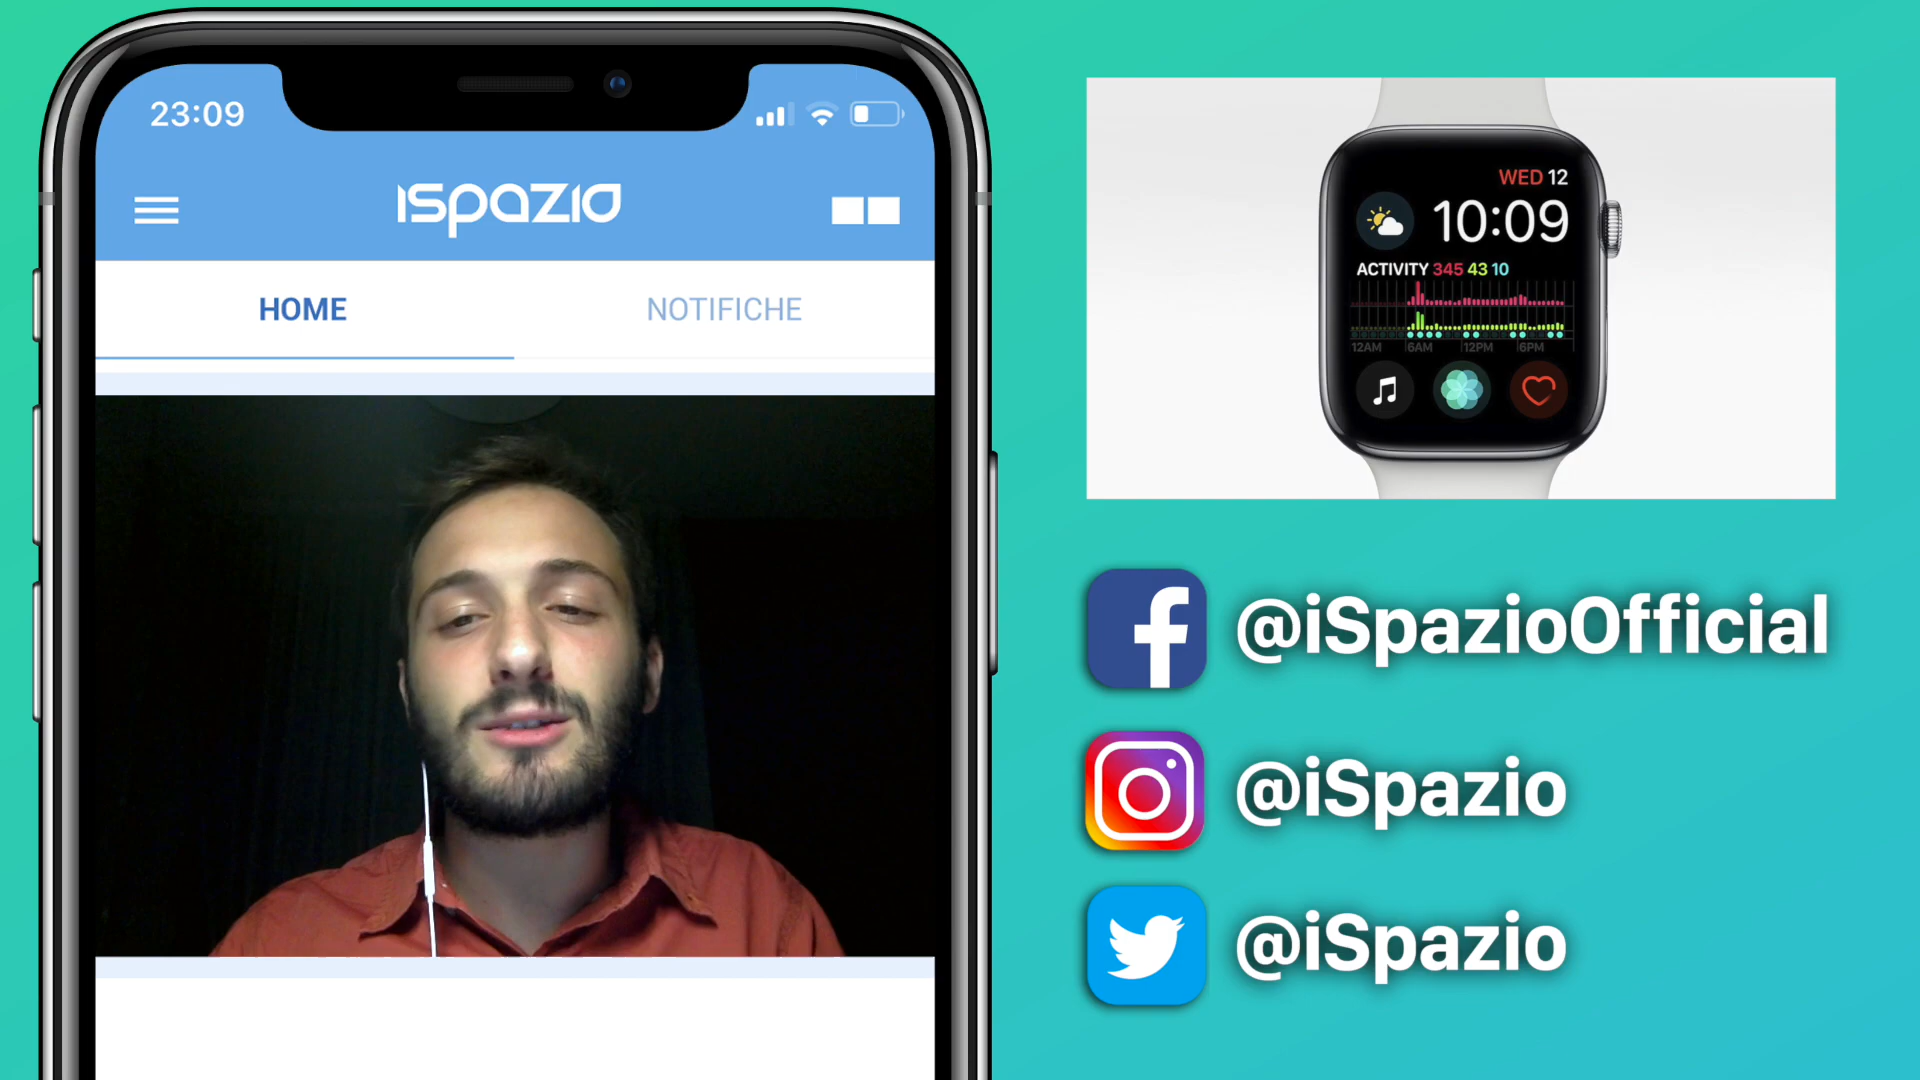 23:09
iSpazio
HOME
NOTIFICHE
WED 12
10:09
ACTIVITY 345 43 10
12AM 6AM 12PM 6PM
@iSpazioOfficial
@iSpazio
@iSpazio